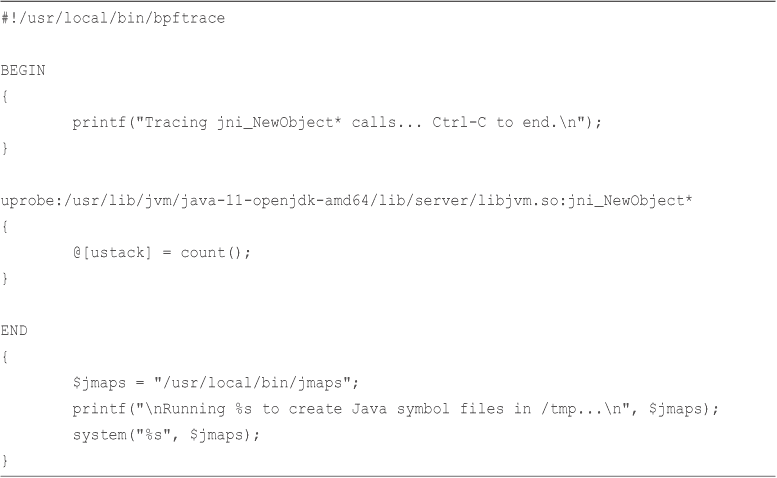 #!/usr/local/bin/bpftrace
BEGIN
{
        printf("Tracing jni_NewObject* calls... Ctrl-C to end.\n");
}
uprobe:/usr/lib/jvm/java-11-openjdk-amd64/lib/server/libjvm.so:jni_NewObject*
{
        @[ustack] = count();
}
END
{
        $jmaps = "/usr/local/bin/jmaps";
        printf("\nRunning %s to create Java symbol files in /tmp...\n", $jmaps);
        system("%s", $jmaps);
}